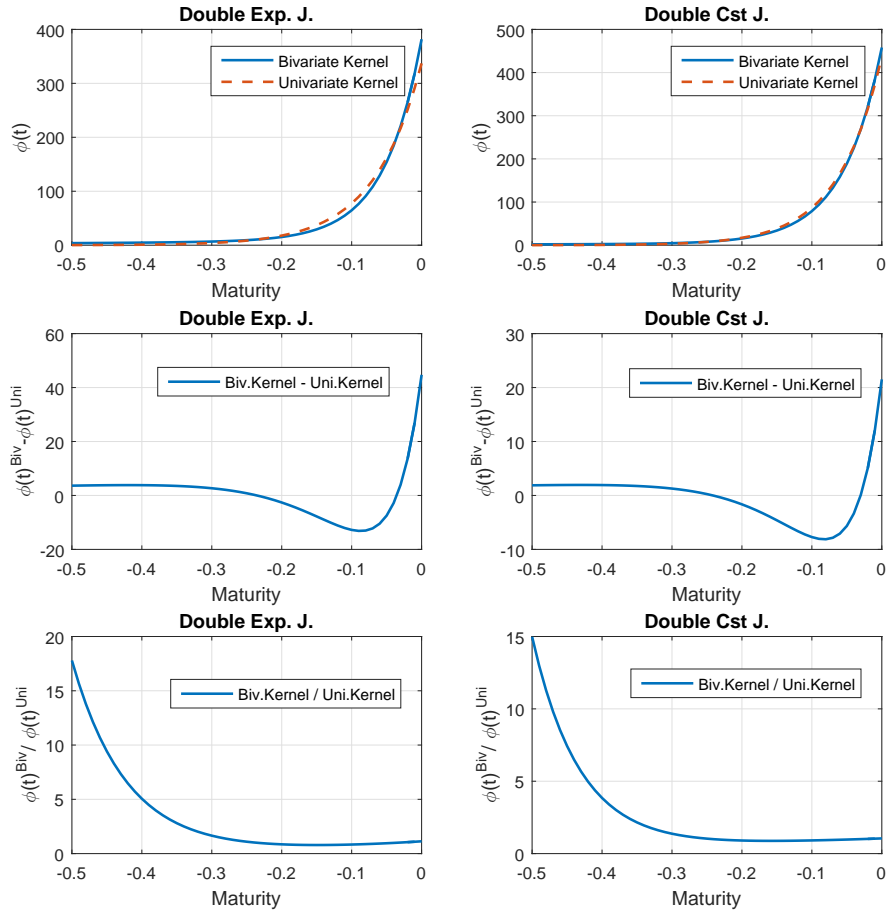 Double Exp. J.
400
300
200
100
0
ϕ(t)
Bivariate Kernel
Univariate Kernel
-0.5 -0.4 -0.3 -0.2 -0.1 0
Maturity
Double Cst J.
500
400
300
200
100
0
ϕ(t)
Bivariate Kernel
Univariate Kernel
-0.5 -0.4 -0.3 -0.2 -0.1 0
Maturity
Double Exp. J.
60
40
20
0
-20
ϕ(t)^Biv-ϕ(t)^Uni
Biv.Kernel - Uni.Kernel
-0.5 -0.4 -0.3 -0.2 -0.1 0
Maturity
Double Cst J.
30
20
10
0
-10
ϕ(t)^Biv-ϕ(t)^Uni
Biv.Kernel - Uni.Kernel
-0.5 -0.4 -0.3 -0.2 -0.1 0
Maturity
Double Exp. J.
20
15
10
5
0
ϕ(t)^Biv/ ϕ(t)^Uni
Biv.Kernel / Uni.Kernel
-0.5 -0.4 -0.3 -0.2 -0.1 0
Maturity
Double Cst J.
15
10
5
0
ϕ(t)^Biv/ ϕ(t)^Uni
Biv.Kernel / Uni.Kernel
-0.5 -0.4 -0.3 -0.2 -0.1 0
Maturity